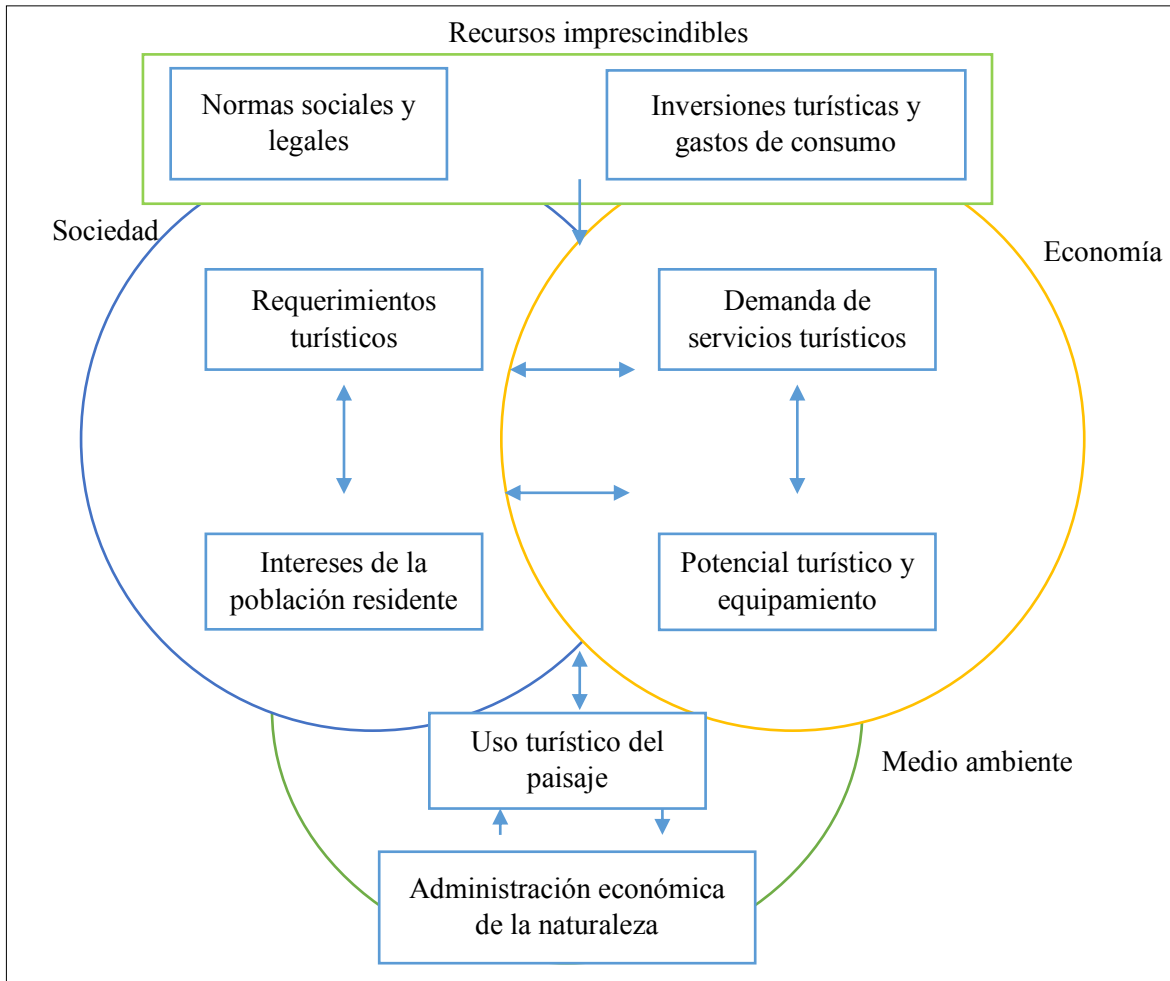 Recursos imprescindibles
Normas sociales y
legales
Inversiones turísticas y
gastos de consumo
Sociedad
Economía
Requerimientos
turísticos
Demanda de
servicios turísticos
Intereses de la
población residente
Potencial turístico y
equipamiento
Uso turístico del
paisaje
Medio ambiente
Administración económica
de la naturaleza